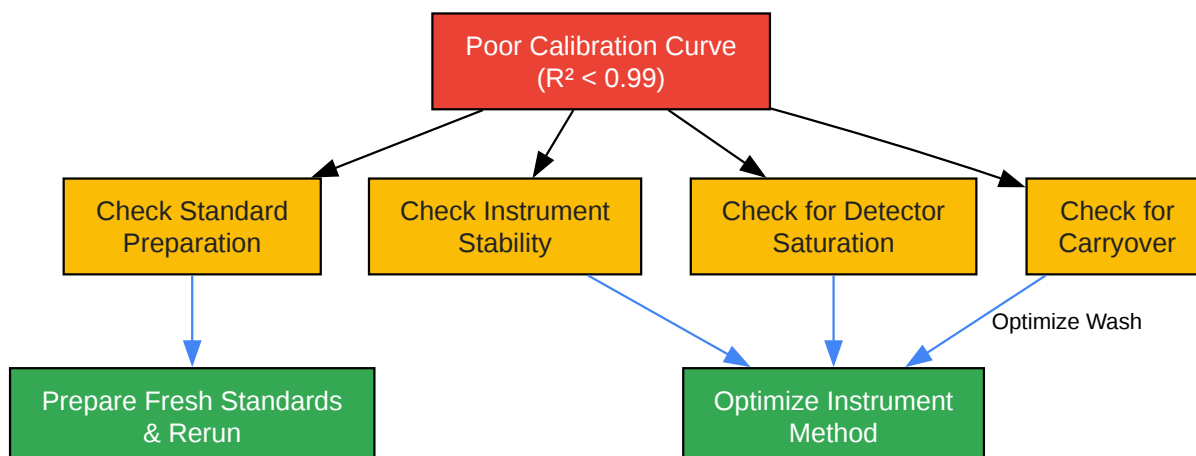 Poor Calibration Curve
(R² < 0.99)
Check Standard
Preparation
Check Instrument
Stability
Check for Detector
Saturation
Check for
Carryover
Optimize Wash
Prepare Fresh Standards
& Rerun
Optimize Instrument
Method